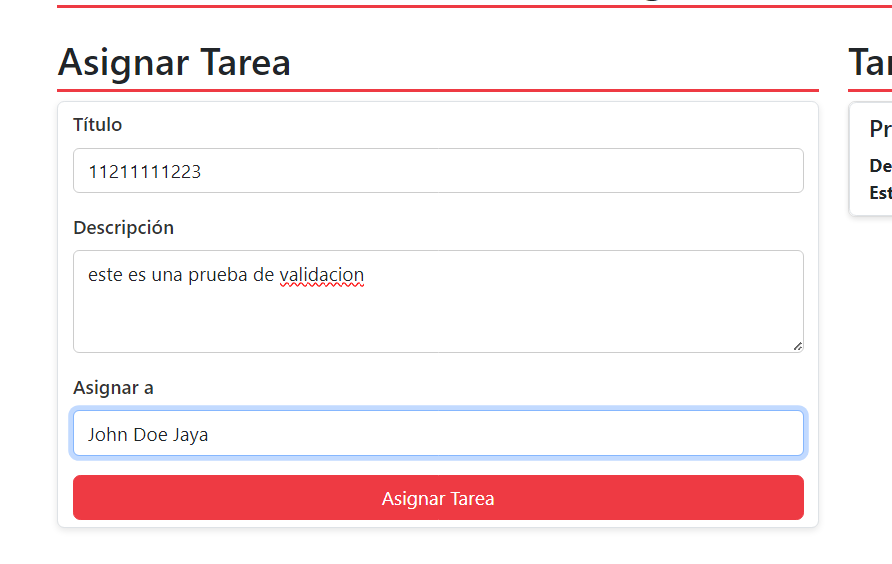 Asignar Tarea
Título
11211111223
Descripción
este es una prueba de validacion
Asignar a
John Doe Jaya
Asignar Tarea